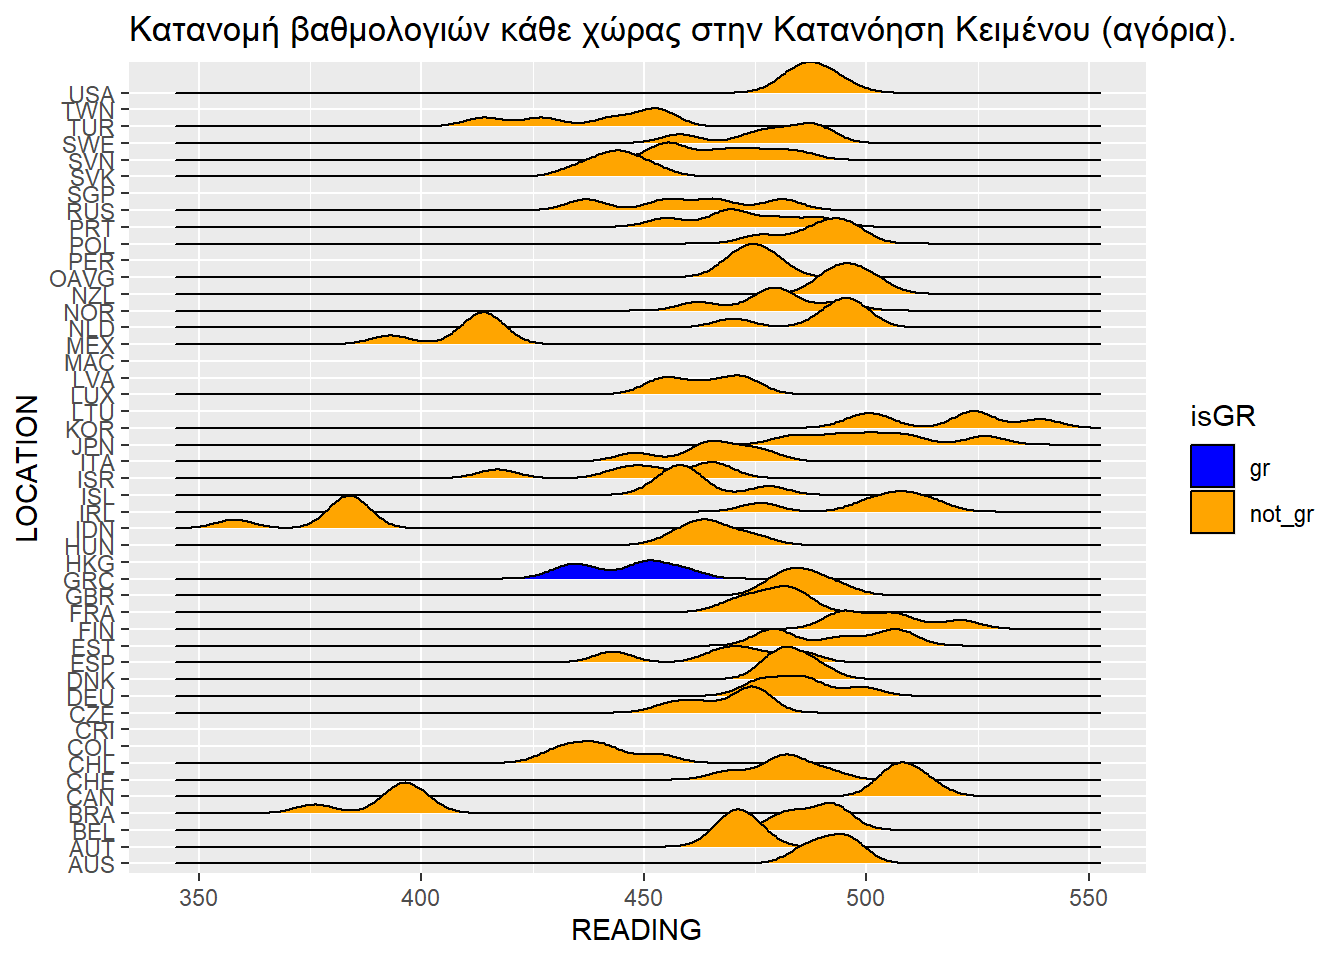 Κατανομή βαθμολογιών κάθε χώρας στην Κατανόηση Κειμένου (αγόρια).
USA
TWN
TUR
SWE
SVN
SVK
SGP
RUS
PRT
POL
PER
OAVG
NZL
NOR
NLD
MEX
MAC
LVA
LUX
LTU
KOR
JPN
ITA
ISR
ISL
IRL
IDN
HUN
HKG
GRC
GBR
FRA
FIN
EST
ESP
DNK
DEU
CZE
CRI
COL
CHL
CHE
CAN
BRA
BEL
AUT
AUS
LOCATION
350 400 450 500 550
READING
isGR
gr
not_gr